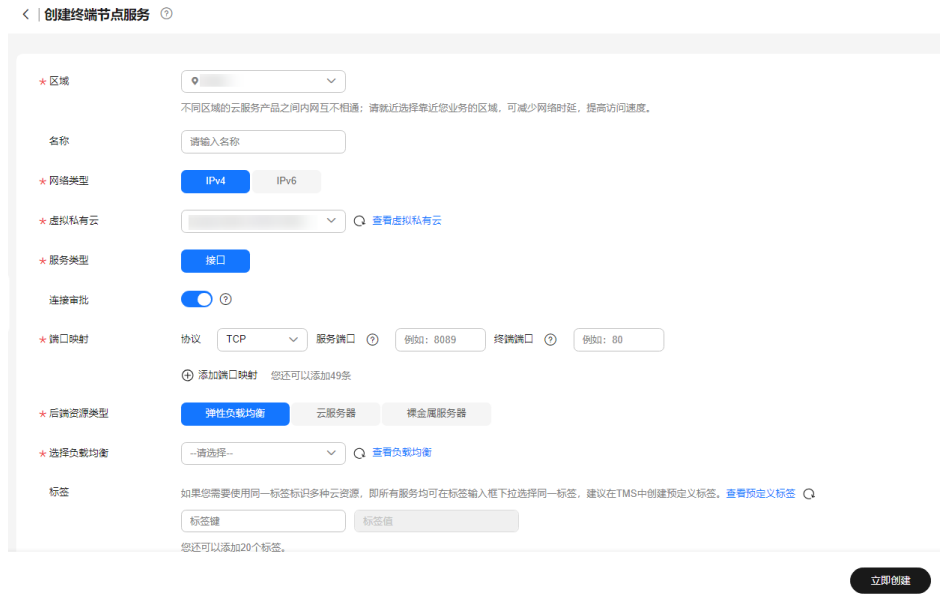 创建终端节点服务
* 区域
不同区域的云服务产品之间内网互不相通；请就近选择靠近您业务的区域，可减少网络时延，提高访问速度。
名称 请输入名称
* 网络类型 IPv4 IPv6
* 虚拟私有云 查看虚拟私有云
* 服务类型 接口
连接审批
* 端口映射 协议 TCP 服务端口 例如：8089 终端端口 例如：80
添加端口映射 您还可以添加49条
* 后端资源类型 弹性负载均衡 云服务器 裸金属服务器
* 选择负载均衡 --请选择-- 查看负载均衡
标签 如果您需要使用同一标签标识多种云资源，即所有服务均可在标签输入框下拉选择同一标签，建议在TMS中创建预定义标签。查看预定义标签
标签键 标签值
您还可以添加20个标签。
立即创建